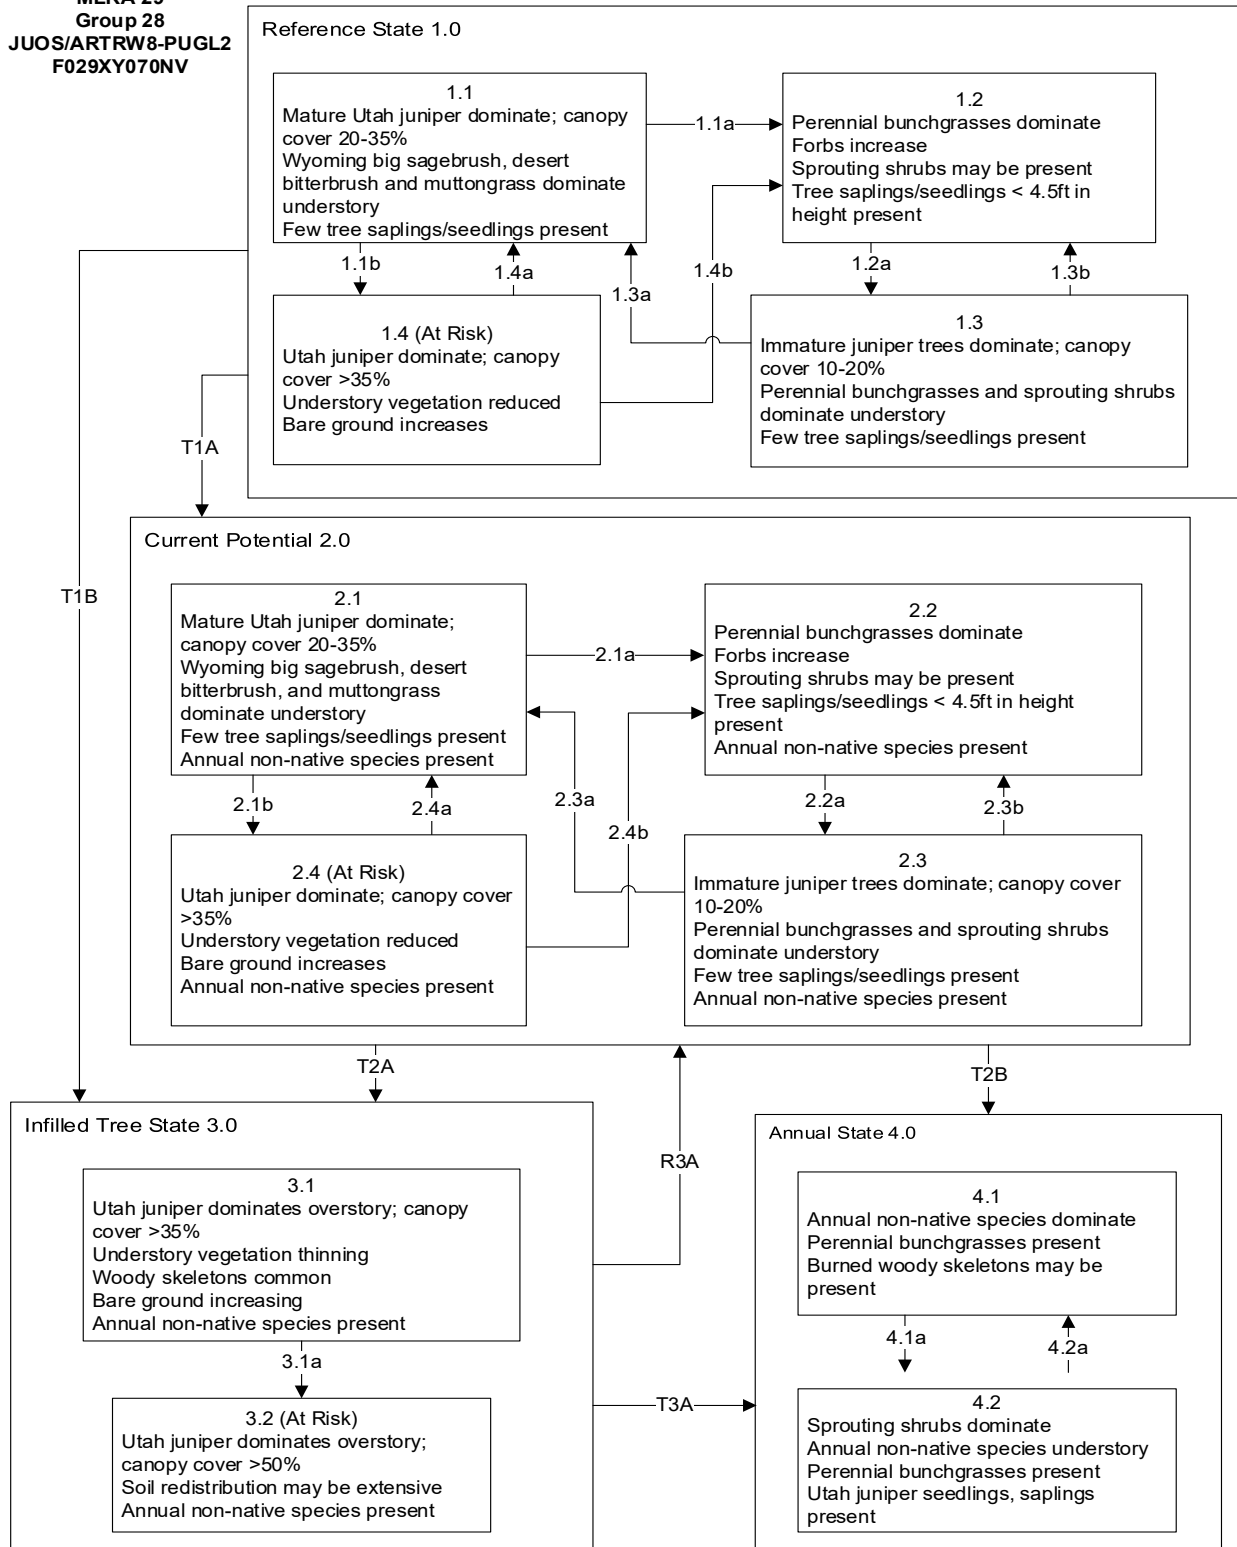 MLRA 29
Group 28
JUOS/ARTRW8-PUGL2
F029XY070NV
Reference State 1.0
1.1
Mature Utah juniper dominate; canopy
cover 20-35%
Wyoming big sagebrush, desert
bitterbrush and muttongrass dominate
understory
Few tree saplings/seedlings present
1.1a
1.2
Perennial bunchgrasses dominate
Forbs increase
Sprouting shrubs may be present
Tree saplings/seedlings < 4.5ft in
height present
1.1b
1.4a
1.3a
1.4b
1.2a
1.3b
1.4 (At Risk)
Utah juniper dominate; canopy
cover >35%
Understory vegetation reduced
Bare ground increases
1.3
Immature juniper trees dominate; canopy
cover 10-20%
Perennial bunchgrasses and sprouting shrubs
dominate understory
Few tree saplings/seedlings present
T1A
T1B
Current Potential 2.0
2.1
Mature Utah juniper dominate;
canopy cover 20-35%
Wyoming big sagebrush, desert
bitterbrush, and muttongrass
dominate understory
Few tree saplings/seedlings present
Annual non-native species present
2.1a
2.2
Perennial bunchgrasses dominate
Forbs increase
Sprouting shrubs may be present
Tree saplings/seedlings < 4.5ft in height
present
Annual non-native species present
2.1b
2.4a
2.3a
2.4b
2.2a
2.3b
2.4 (At Risk)
Utah juniper dominate; canopy cover
>35%
Understory vegetation reduced
Bare ground increases
Annual non-native species present
2.3
Immature juniper trees dominate; canopy cover
10-20%
Perennial bunchgrasses and sprouting shrubs
dominate understory
Few tree saplings/seedlings present
Annual non-native species present
T2A
T2B
R3A
Infilled Tree State 3.0
3.1
Utah juniper dominates overstory; canopy
cover >35%
Understory vegetation thinning
Woody skeletons common
Bare ground increasing
Annual non-native species present
3.1a
3.2 (At Risk)
Utah juniper dominates overstory;
canopy cover >50%
Soil redistribution may be extensive
Annual non-native species present
T3A
Annual State 4.0
4.1
Annual non-native species dominate
Perennial bunchgrasses present
Burned woody skeletons may be
present
4.1a
4.2a
4.2
Sprouting shrubs dominate
Annual non-native species understory
Perennial bunchgrasses present
Utah juniper seedlings, saplings
present